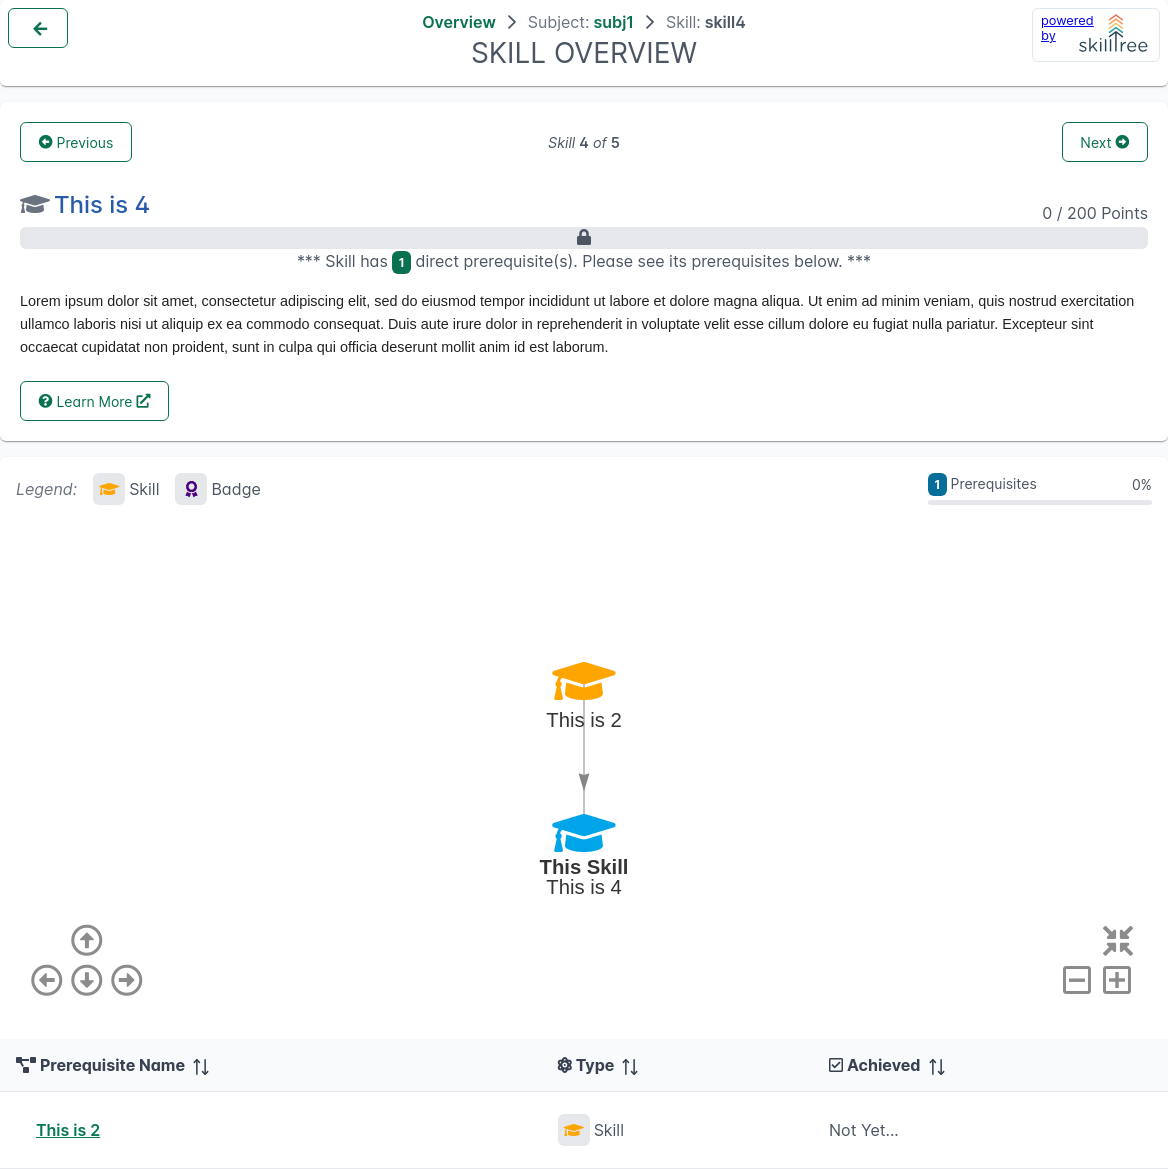 Overview > Subject: subj1 > Skill: skill4
SKILL OVERVIEW
powered
by
skilltree
Previous
Skill 4 of 5
Next
This is 4
0 / 200 Points
*** Skill has 1 direct prerequisite(s). Please see its prerequisites below. ***
Lorem ipsum dolor sit amet, consectetur adipiscing elit, sed do eiusmod tempor incididunt ut labore et dolore magna aliqua. Ut enim ad minim veniam, quis nostrud exercitation
ullamco laboris nisi ut aliquip ex ea commodo consequat. Duis aute irure dolor in reprehenderit in voluptate velit esse cillum dolore eu fugiat nulla pariatur. Excepteur sint
occaecat cupidatat non proident, sunt in culpa qui officia deserunt mollit anim id est laborum.
Learn More
Legend: Skill Badge
1 Prerequisites 0%
This is 2
This Skill
This is 4
Prerequisite Name Type Achieved
This is 2 Skill Not Yet...